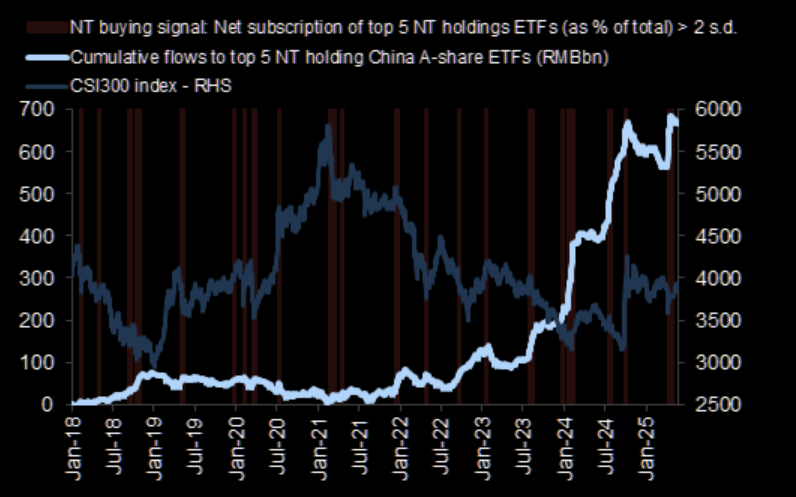 NT buying signal: Net subscription of top 5 NT holdings ETFs (as % of total) > 2 s.d.
Cumulative flows to top 5 NT holding China A-share ETFs (RMBbn)
CSI300 index - RHS
700 6000
600 5500
500 5000
400 4500
300 4000
200 3500
100 3000
0 2500
Jan-18 Jul-18 Jan-19 Jul-19 Jan-20 Jul-20 Jan-21 Jul-21 Jan-22 Jul-22 Jan-23 Jul-23 Jan-24 Jul-24 Jan-25